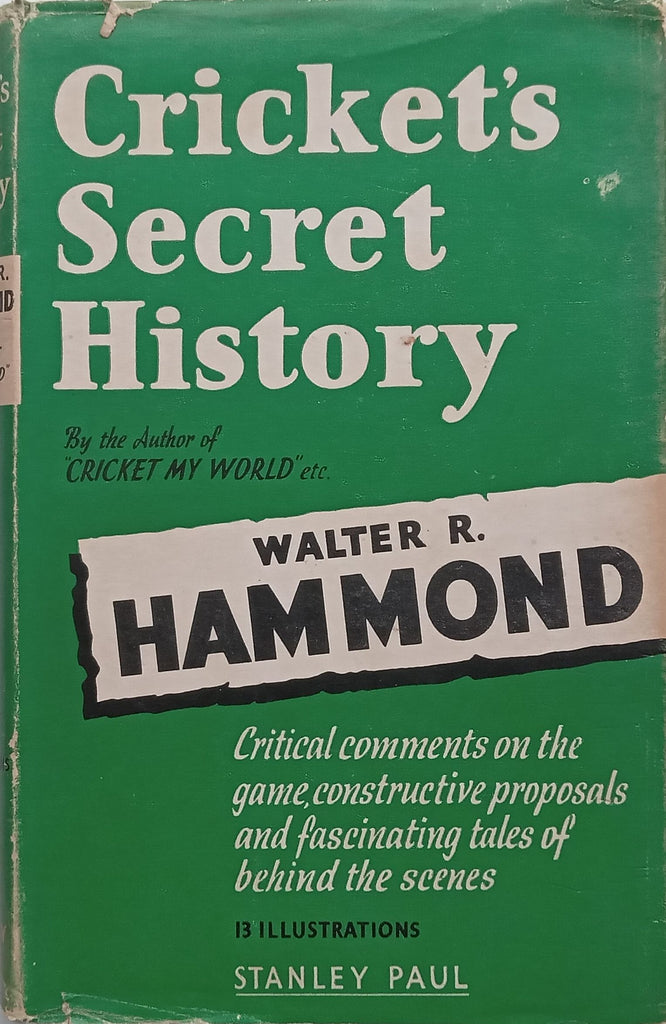 Cricket's
Secret
History
By the Author of
"CRICKET MY WORLD" etc.
WALTER R.
HAMMOND
Critical comments on the
game, constructive proposals
and fascinating tales of
behind the scenes
13 ILLUSTRATIONS
STANLEY PAUL